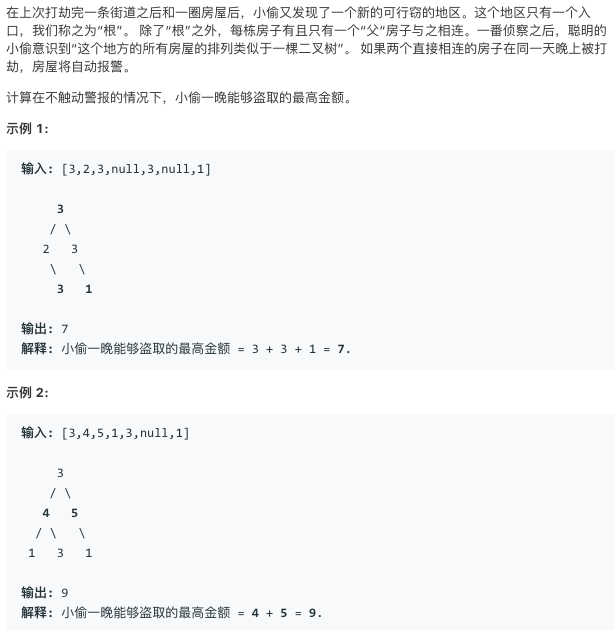 在上次打劫完一条街道之后和一圈房屋后，小偷又发现了一个新的可行窃的地区。这个地区只有一个入
口，我们称之为“根”。 除了“根”之外，每栋房子有且只有一个“父“房子与之相连。一番侦察之后，聪明的
小偷意识到“这个地方的所有房屋的排列类似于一棵二叉树”。 如果两个直接相连的房子在同一天晚上被打
劫，房屋将自动报警。
计算在不触动警报的情况下，小偷一晚能够盗取的最高金额。
示例 1:
输入: [3,2,3,null,3,null,1]
3
/ \
2 3
\ \
3 1
输出: 7
解释: 小偷一晚能够盗取的最高金额 = 3 + 3 + 1 = 7.
示例 2:
输入: [3,4,5,1,3,null,1]
3
/ \
4 5
/ \ \
1 3 1
输出: 9
解释: 小偷一晚能够盗取的最高金额 = 4 + 5 = 9.